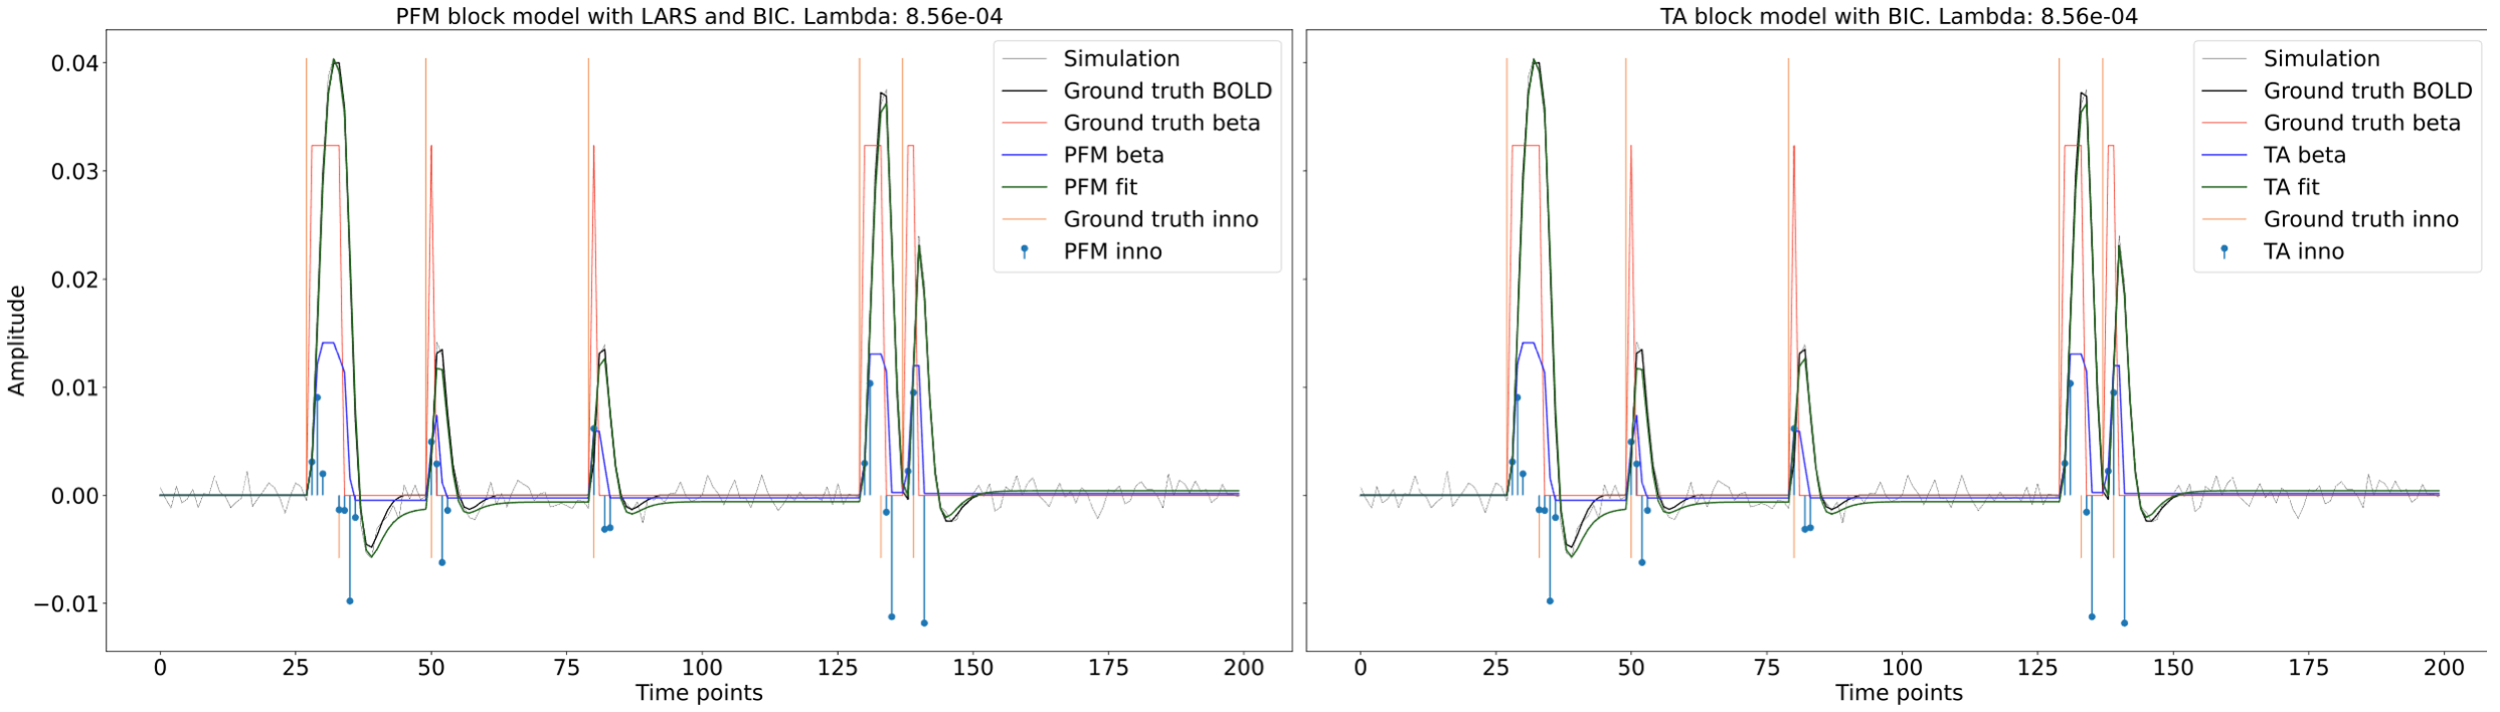 PFM block model with LARS and BIC. Lambda: 8.56e-04
Amplitude
0.04
0.03
0.02
0.01
0.00
−0.01
Simulation
Ground truth BOLD
Ground truth beta
PFM beta
PFM fit
Ground truth inno
PFM inno
0 25 50 75 100 125 150 175 200
Time points
TA block model with BIC. Lambda: 8.56e-04
Simulation
Ground truth BOLD
Ground truth beta
TA beta
TA fit
Ground truth inno
TA inno
0 25 50 75 100 125 150 175 200
Time points